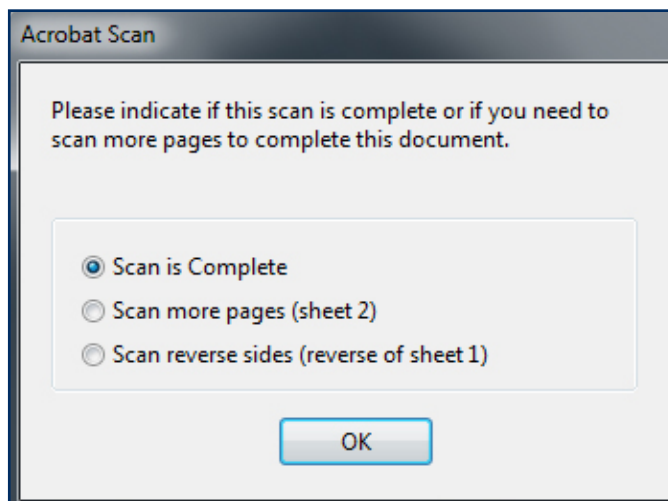 Acrobat Scan
Please indicate if this scan is complete or if you need to
scan more pages to complete this document.
Scan is Complete
Scan more pages (sheet 2)
Scan reverse sides (reverse of sheet 1)
OK